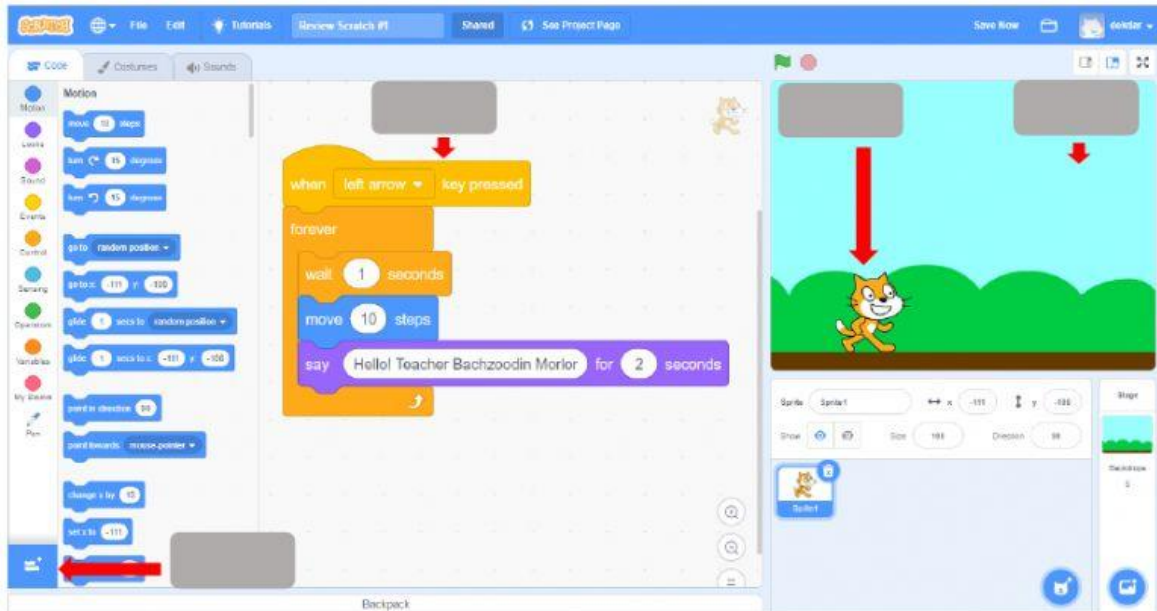 SCRATCH File Edit Tutorials Review Scratch #1 Shared See Project Page Save Now
Code Costumes Sounds
Motion
Looks
Sound
Events
Control
Sensing
Operators
Variables
My Blocks
Pen
Motion
move 10 steps
turn 15 degrees
turn 15 degrees
go to random position
go to x: -111 y: -100
glide 1 secs to random position
glide 1 secs to x: -111 y: -100
point in direction 90
point towards mouse-pointer
change x by 10
set x to -111
when left arrow key pressed
forever
wait 1 seconds
move 10 steps
say Hello! Teacher Bachzoodin Morlor for 2 seconds
Sprite Sprite1 x -111 y
Show Size Direction
Sprite1
Stage
Backdrops
Backpack